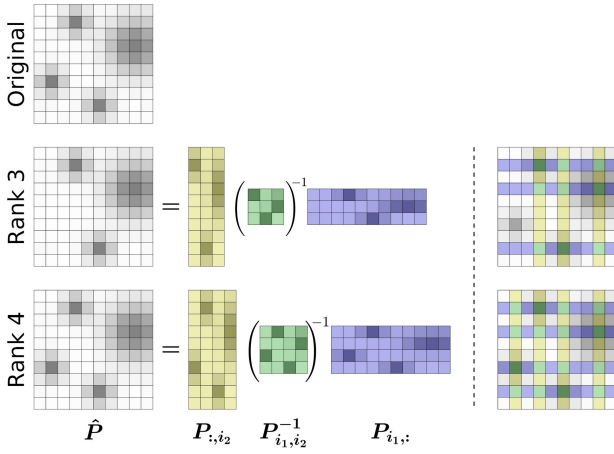 Original
Rank 3
= ( )−1
Rank 4
= ( )−1
P̂ P:,i2 P−1i1,i2 Pi1,: